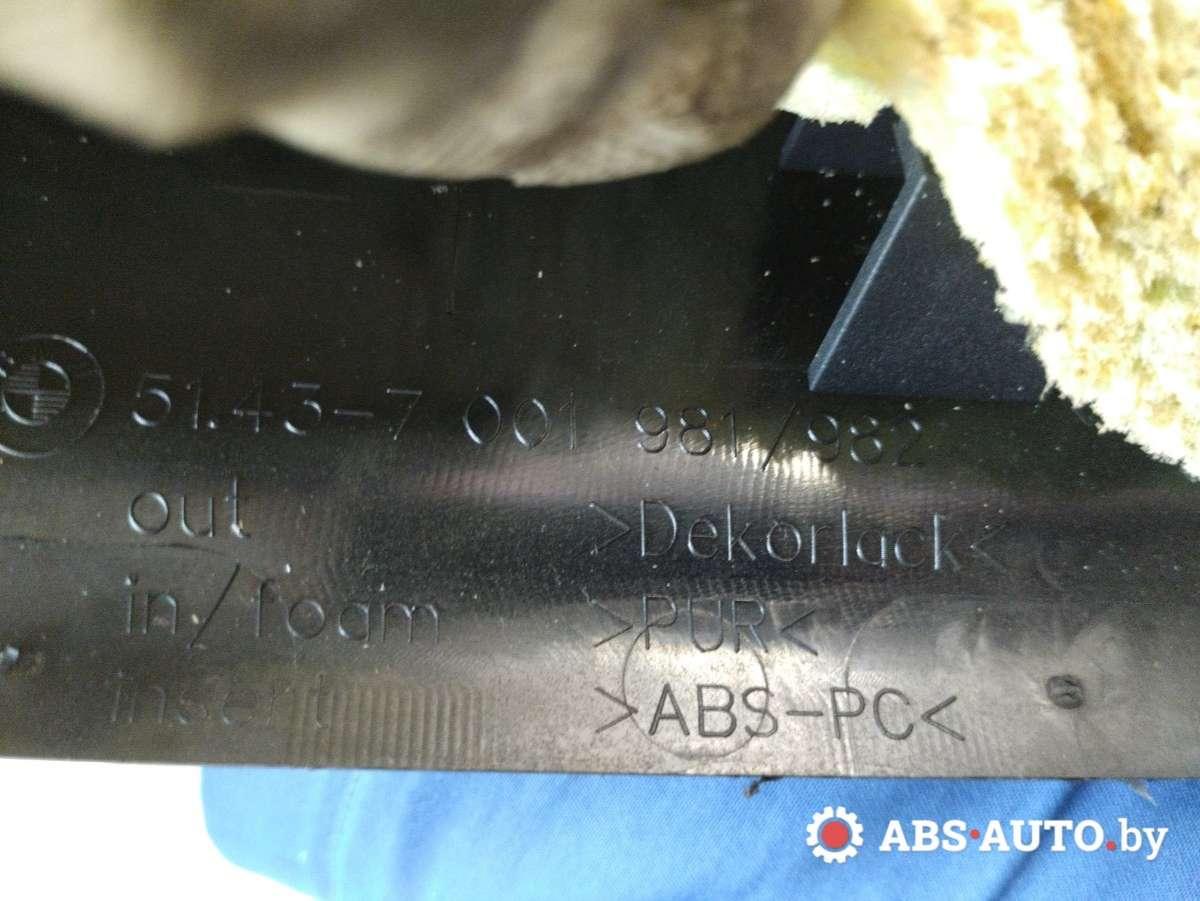 51.43-7 001 981/982
out >Dekorlack<
in/foam >PUR<
insert >ABS-PC<
ABS·AUTO.by